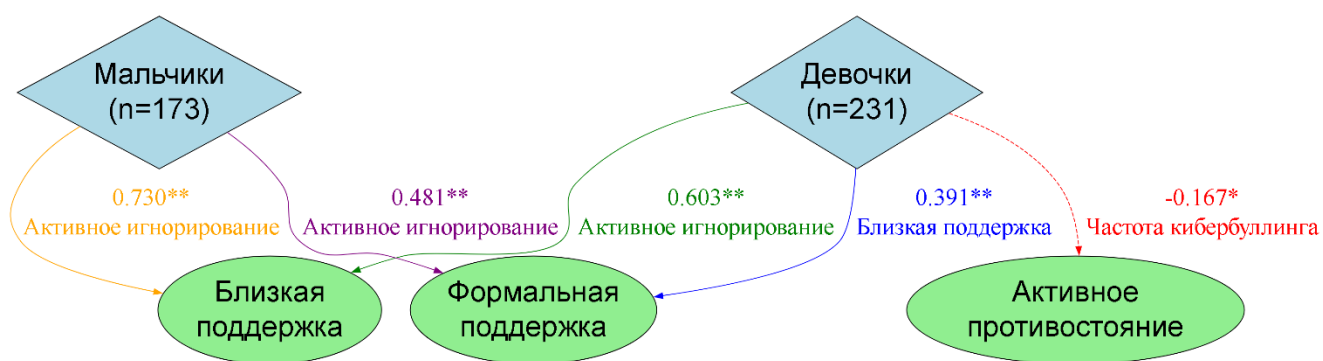 Мальчики
(n=173)
Девочки
(n=231)
0.730**
Активное игнорирование
0.481**
Активное игнорирование
0.603**
Активное игнорирование
0.391**
Близкая поддержка
-0.167*
Частота кибербуллинга
Близкая
поддержка
Формальная
поддержка
Активное
противостояние